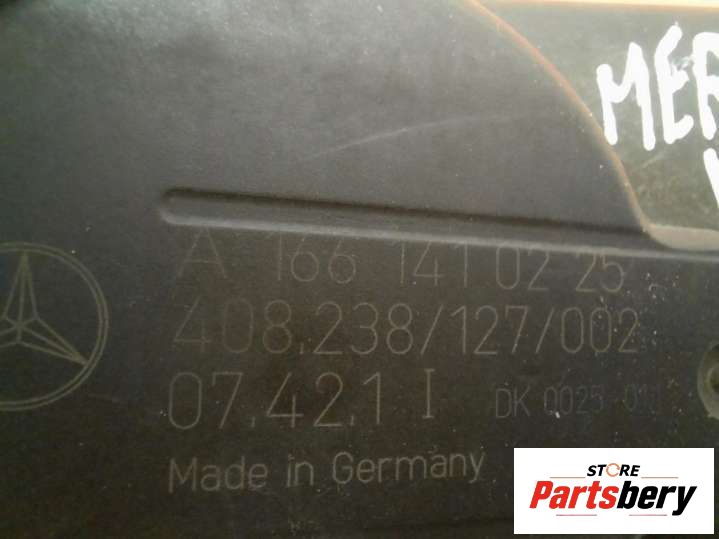 MER
A 166 141 02 25
408.238/127/002
07.42.1 I DK 0025
Made in Germany
STORE
Partsbery